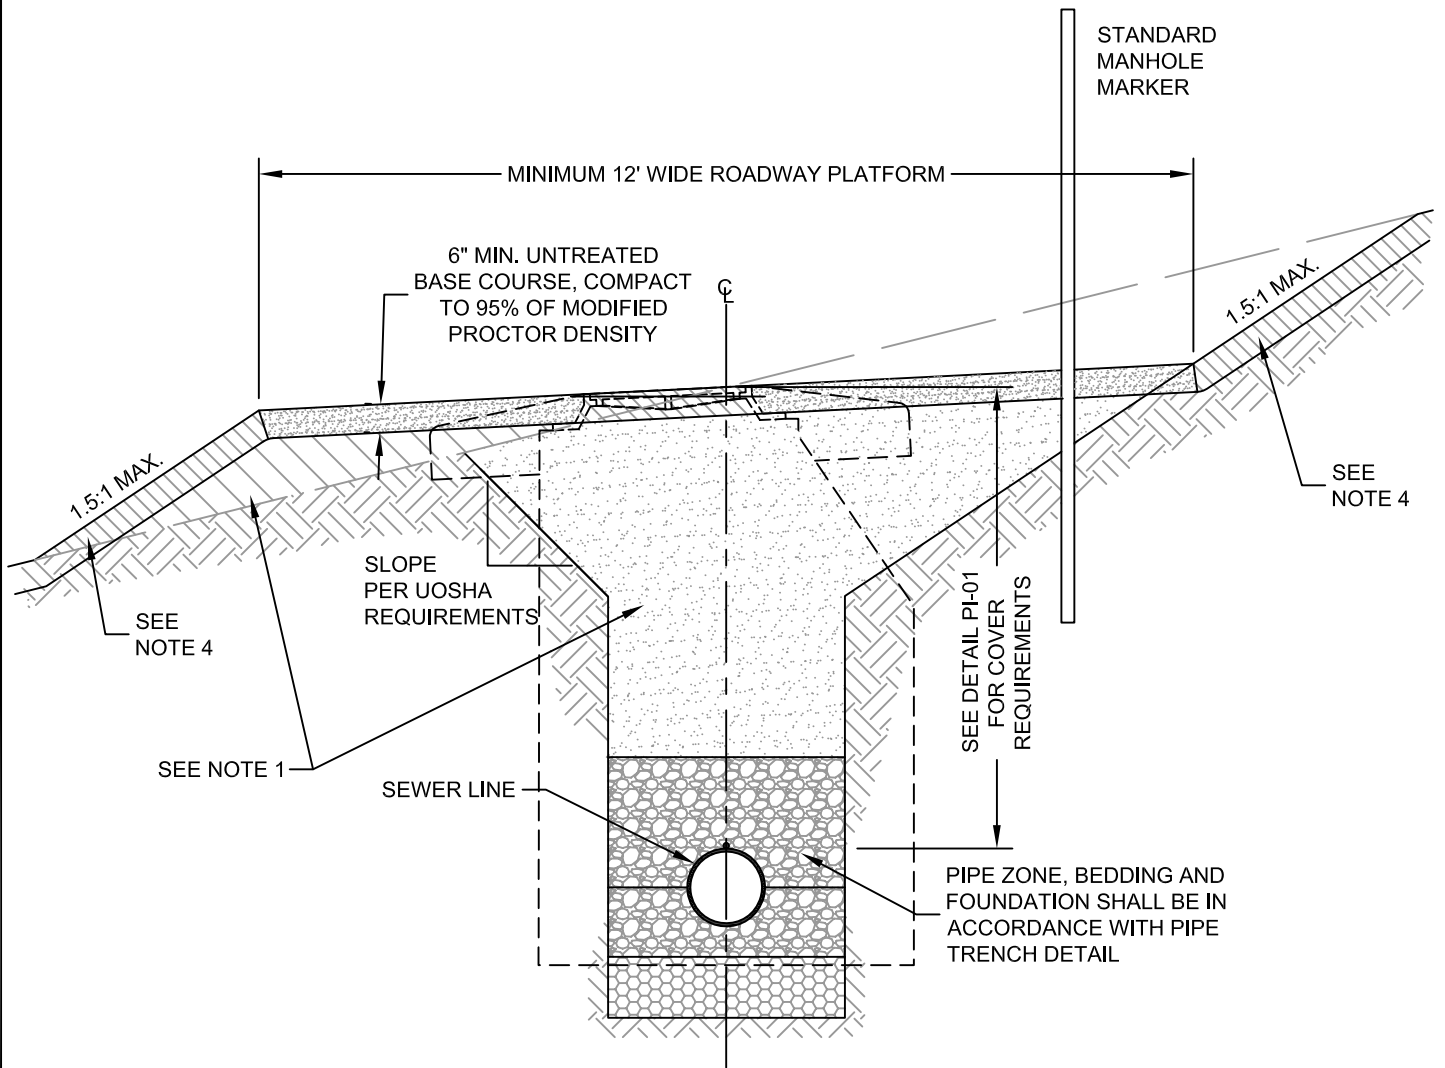 STANDARD
MANHOLE
MARKER
MINIMUM 12' WIDE ROADWAY PLATFORM
6" MIN. UNTREATED
BASE COURSE, COMPACT
TO 95% OF MODIFIED
PROCTOR DENSITY
℄
1.5:1 MAX.
1.5:1 MAX.
SEE
NOTE 4
SLOPE
PER UOSHA
REQUIREMENTS
SEE
NOTE 4
SEE DETAIL PI-01
FOR COVER
REQUIREMENTS
SEE NOTE 1
SEWER LINE
PIPE ZONE, BEDDING AND
FOUNDATION SHALL BE IN
ACCORDANCE WITH PIPE
TRENCH DETAIL